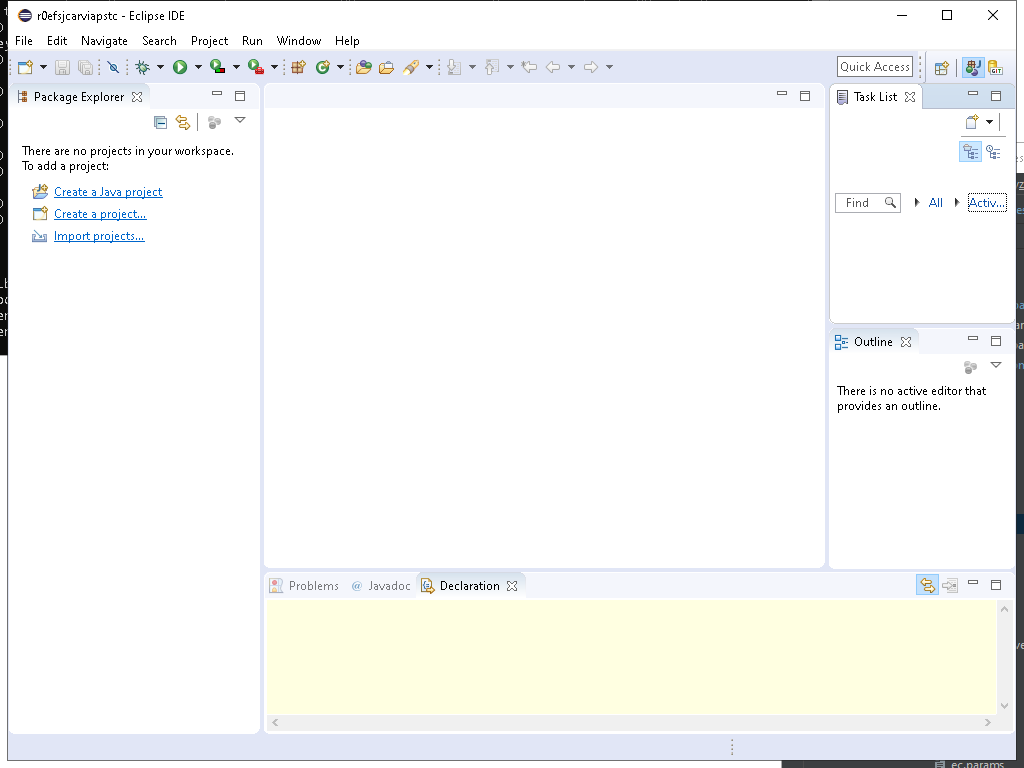 r0efsjcarviapstc - Eclipse IDE
File Edit Navigate Search Project Run Window Help
Quick Access
GIT
Package Explorer
Task List
There are no projects in your workspace.
To add a project:
Create a Java project
Create a project...
Import projects...
Find All Activ...
Outline
There is no active editor that
provides an outline.
Problems @ Javadoc Declaration
ec.params